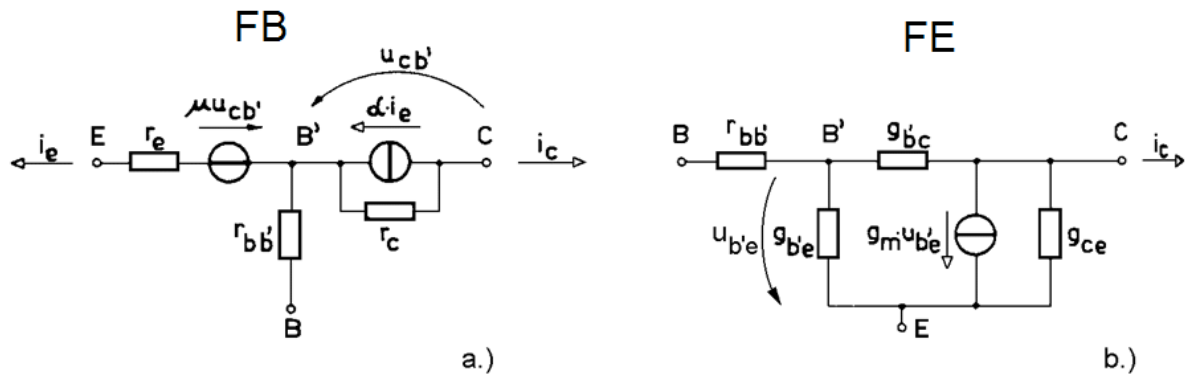 FB
u_cb'
μu_cb'
α·i_e
i_e
E
r_e
B'
C
i_c
r_bb'
r_c
B
a.)
FE
B
r_bb'
B'
g_b'c
C
i_c
u_b'e
g_b'e
g_m·u_b'e
g_ce
E
b.)